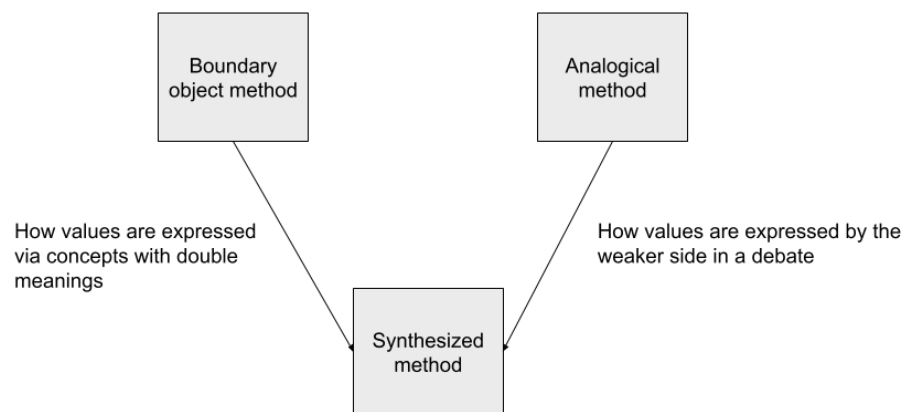 Boundary
object method
Analogical
method
How values are expressed
via concepts with double
meanings
How values are expressed by the
weaker side in a debate
Synthesized
method